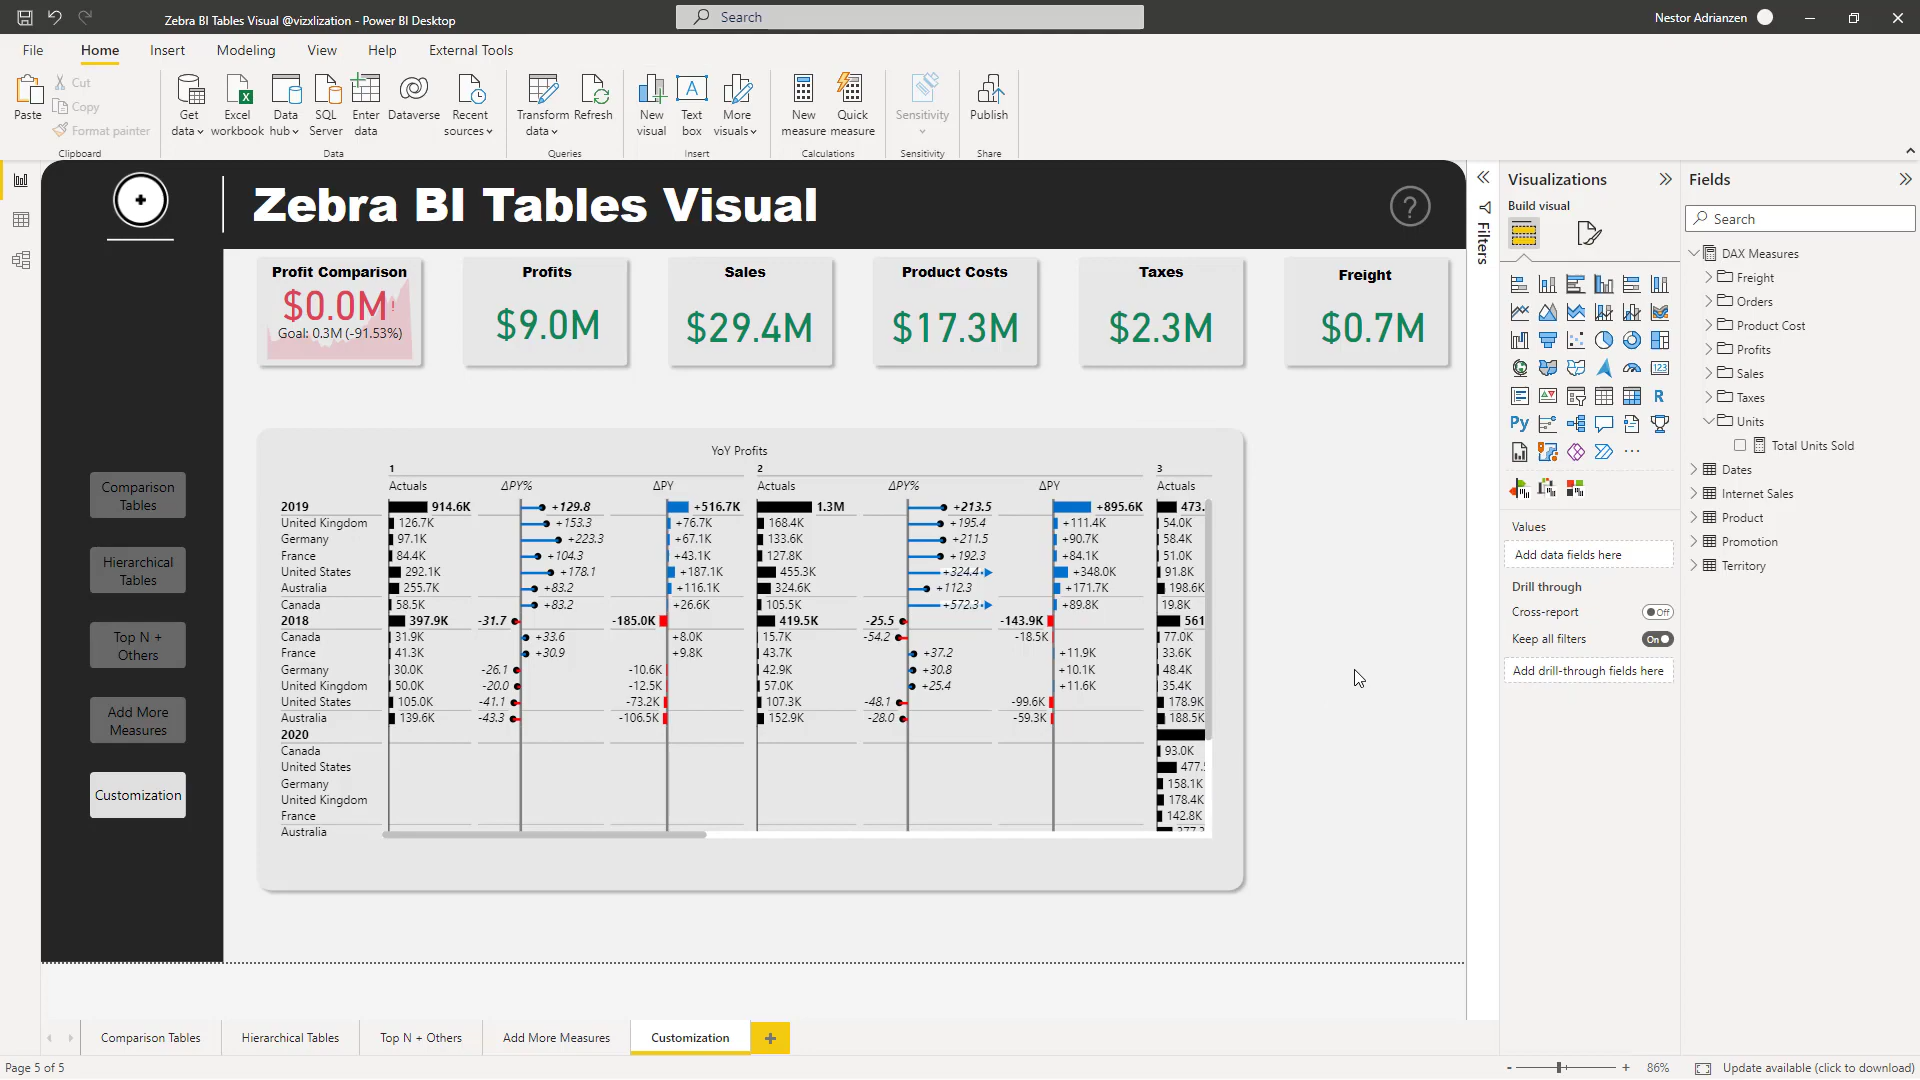 Zebra BI Tables Visual @vizxlization - Power BI Desktop
Search
Nestor Adrianzen
File Home Insert Modeling View Help External Tools
Paste
Cut
Copy
Format painter
Clipboard
Get data
Excel workbook
Data hub
SQL Server
Enter data
Dataverse
Recent sources
Data
Transform data
Refresh
Queries
New visual
Text box
More visuals
Insert
New measure
Quick measure
Calculations
Sensitivity
Sensitivity
Publish
Share
Zebra BI Tables Visual
?
Profit Comparison
$0.0M!
Goal: 0.3M (-91.53%)
Profits
$9.0M
Sales
$29.4M
Product Costs
$17.3M
Taxes
$2.3M
Freight
$0.7M
Comparison Tables
Hierarchical Tables
Top N + Others
Add More Measures
Customization
YoY Profits
1 2 3
Actuals ΔPY% ΔPY Actuals ΔPY% ΔPY Actuals
2019 914.6K +129.8 +516.7K 1.3M +213.5 +895.6K 473.
United Kingdom 126.7K +153.3 +76.7K 168.4K +195.4 +111.4K 54.0K
Germany 97.1K +223.3 +67.1K 133.6K +211.5 +90.7K 58.4K
France 84.4K +104.3 +43.1K 127.8K +192.3 +84.1K 51.0K
United States 292.1K +178.1 +187.1K 455.3K +324.4 +348.0K 91.8K
Australia 255.7K +83.2 +116.1K 324.6K +112.3 +171.7K 198.6K
Canada 58.5K +83.2 +26.6K 105.5K +572.3 +89.8K 19.8K
2018 397.9K -31.7 -185.0K 419.5K -25.5 -143.9K 561
Canada 31.9K +33.6 +8.0K 15.7K -54.2 -18.5K 77.0K
France 41.3K +30.9 +9.8K 43.7K +37.2 +11.9K 33.6K
Germany 30.0K -26.1 -10.6K 42.9K +30.8 +10.1K 48.4K
United Kingdom 50.0K -20.0 -12.5K 57.0K +25.4 +11.6K 35.4K
United States 105.0K -41.1 -73.2K 107.3K -48.1 -99.6K 178.9K
Australia 139.6K -43.3 -106.5K 152.9K -28.0 -59.3K 188.5K
2020
Canada 93.0K
United States 477.
Germany 158.1K
United Kingdom 178.4K
France 142.8K
Australia
Filters
Visualizations
Build visual
Values
Add data fields here
Drill through
Cross-report Off
Keep all filters On
Add drill-through fields here
Fields
Search
DAX Measures
Freight
Orders
Product Cost
Profits
Sales
Taxes
Units
Total Units Sold
Dates
Internet Sales
Product
Promotion
Territory
Comparison Tables Hierarchical Tables Top N + Others Add More Measures Customization
Page 5 of 5
86%
Update available (click to download)